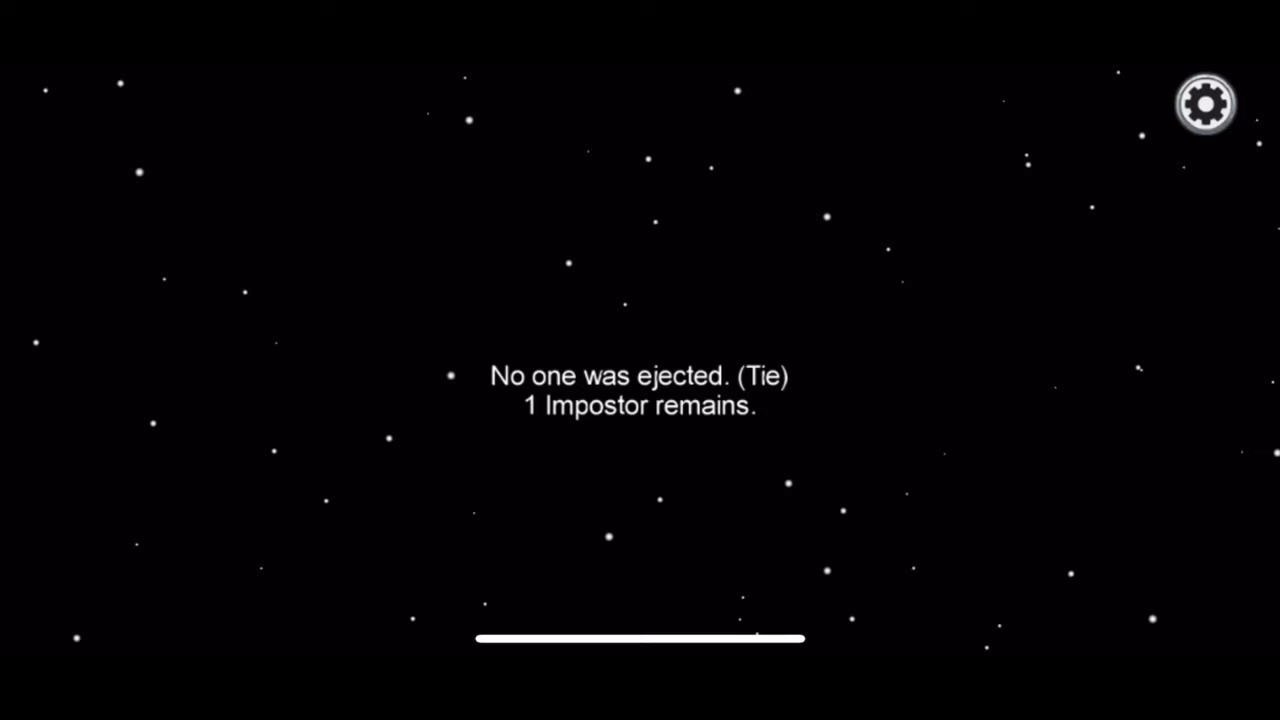 No one was ejected. (Tie)
1 Impostor remains.